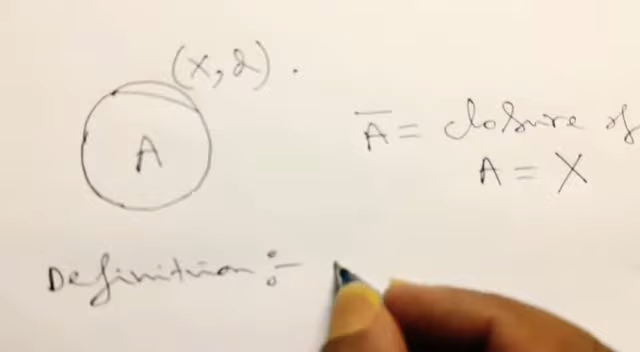 (X, d).
A
A̅ = closure of
A = X
Definition :-